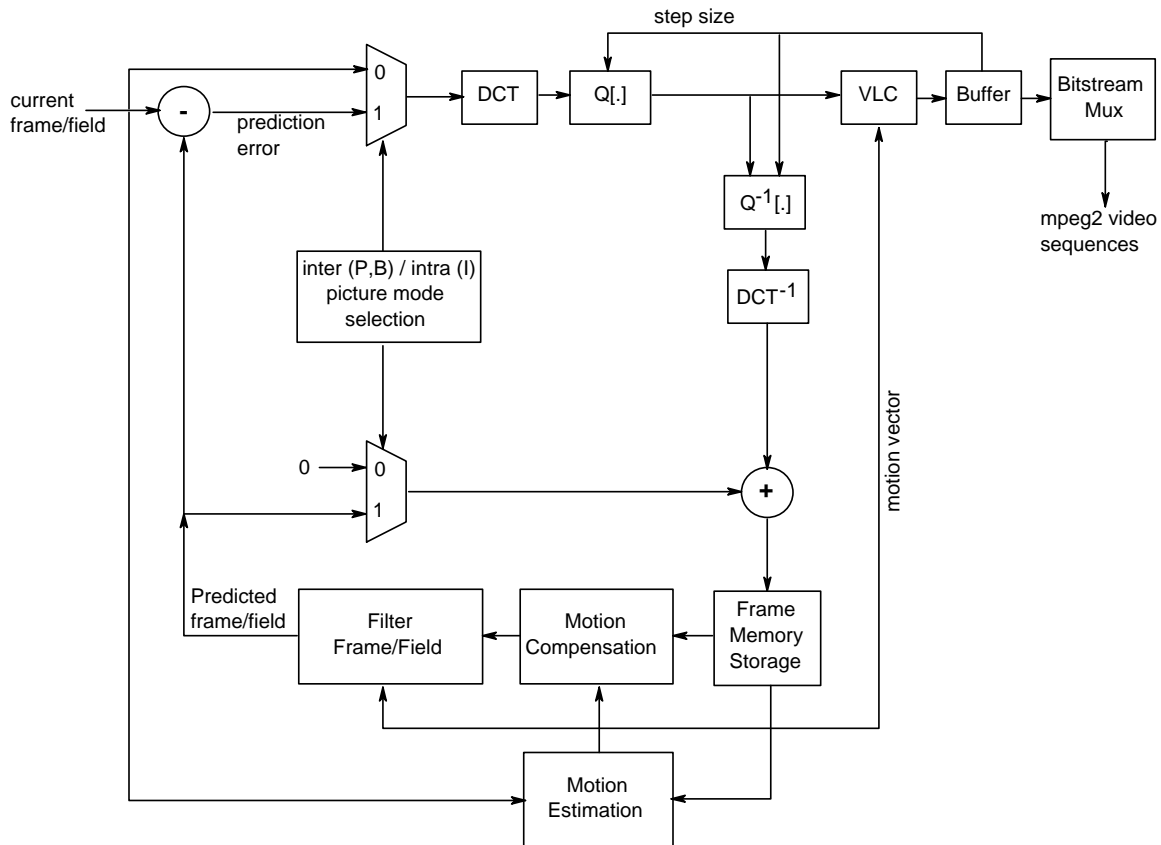 step size
current
frame/field
-
prediction
error
0
1
DCT
Q[.]
VLC
Buffer
Bitstream
Mux
mpeg2 video
sequences
Q-1[.]
DCT-1
inter (P,B) / intra (I)
picture mode
selection
0
0
1
+
motion vector
Predicted
frame/field
Filter
Frame/Field
Motion
Compensation
Frame
Memory
Storage
Motion
Estimation